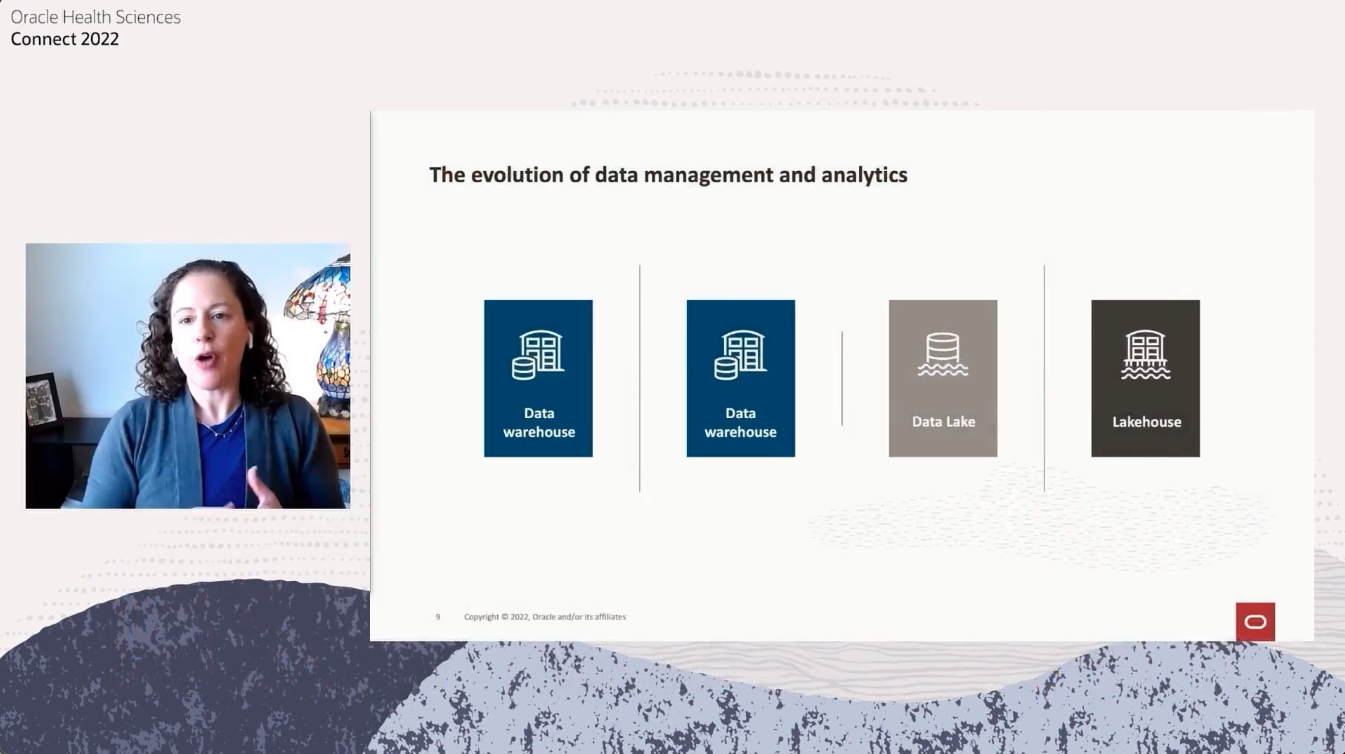 Oracle Health Sciences
Connect 2022
The evolution of data management and analytics
Data
warehouse
Data
warehouse
Data Lake
Lakehouse
9 Copyright © 2022, Oracle and/or its affiliates